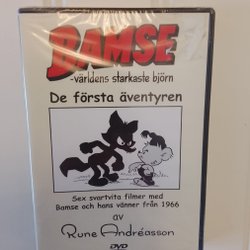 BAMSE
-världens starkaste björn
De första äventyren
Sex svartvita filmer med
Bamse och hans vänner från 1966
av
Rune Andréasson
DVD